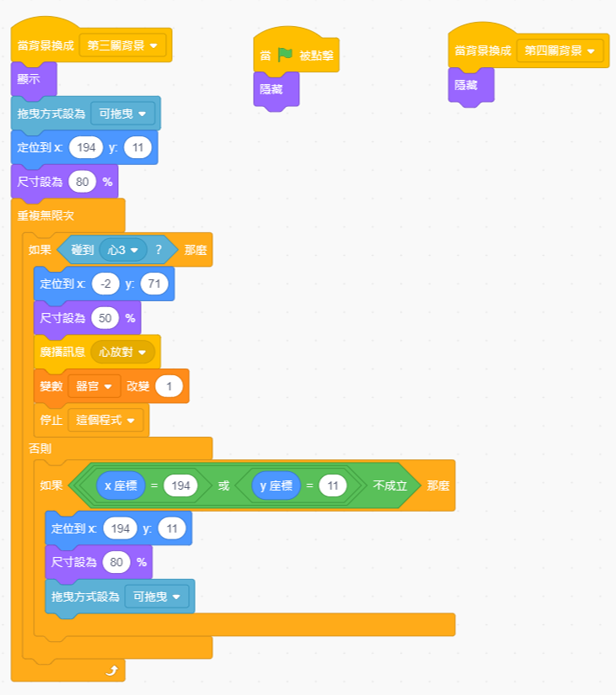 當背景換成 第三關背景
顯示
拖曳方式設為 可拖曳
定位到 x: 194 y: 11
尺寸設為 80 %
重複無限次
如果 碰到 心3 ? 那麼
定位到 x: -2 y: 71
尺寸設為 50 %
廣播訊息 心放對
變數 器官 改變 1
停止 這個程式
否則
如果 x 座標 = 194 或 y 座標 = 11 不成立 那麼
定位到 x: 194 y: 11
尺寸設為 80 %
拖曳方式設為 可拖曳
當 被點擊
隱藏
當背景換成 第四關背景
隱藏